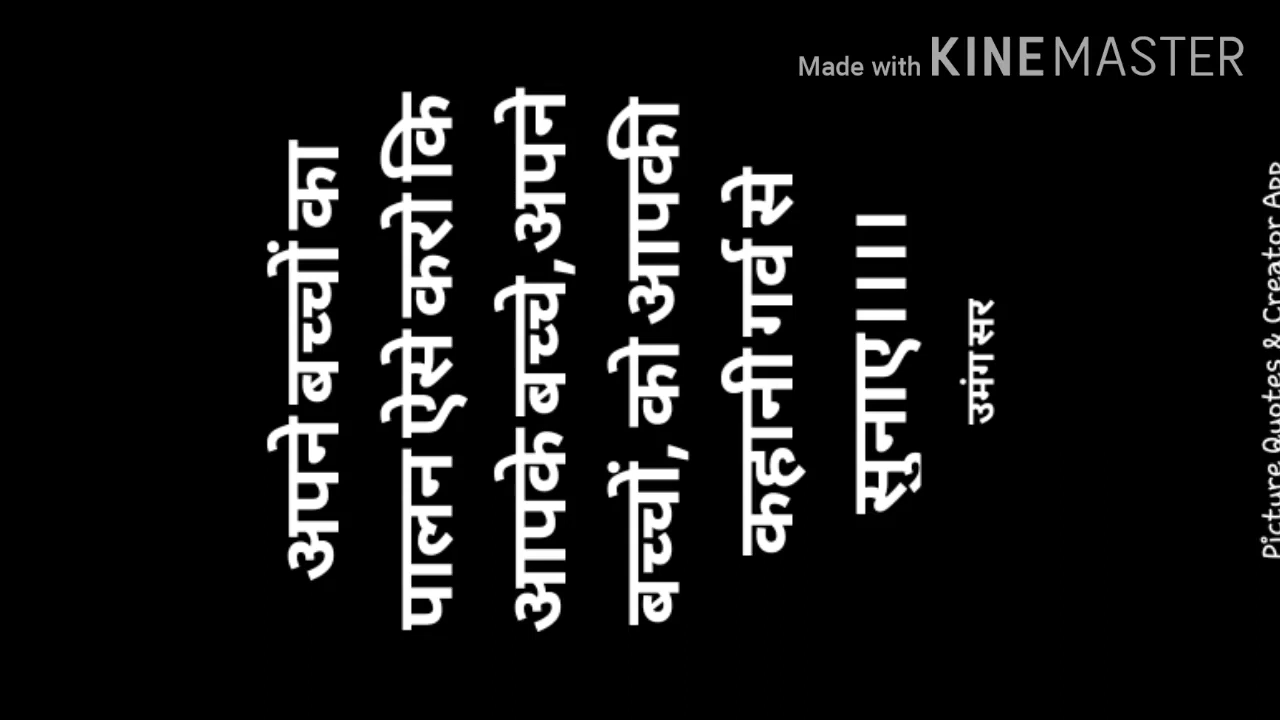 Made with KINEMASTER
अपने बच्चों का
पालन ऐसे करो कि
आपके बच्चे ,अपने
बच्चों, को आपकी
कहानी गर्व से
सुनाए।।।।
उमंग सर
Picture Quotes & Creator APP